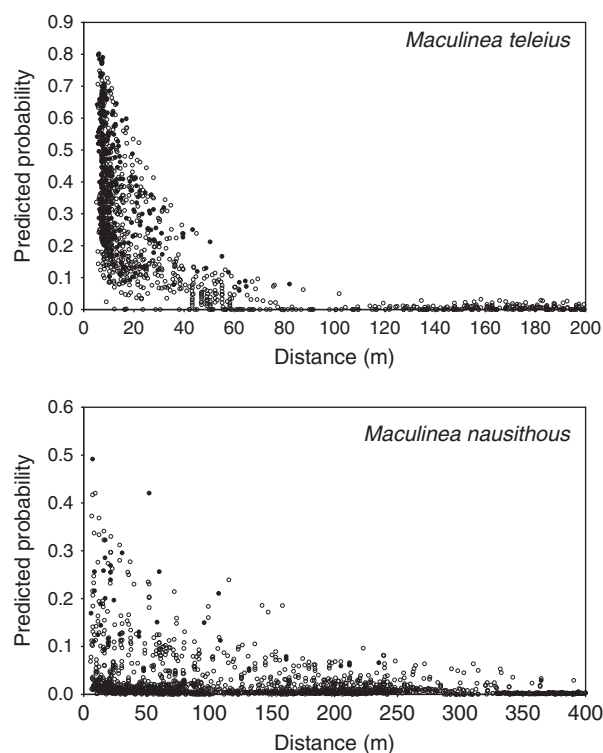 Maculinea teleius
Predicted probability
0.9
0.8
0.7
0.6
0.5
0.4
0.3
0.2
0.1
0.0
0 20 40 60 80 100 120 140 160 180 200
Distance (m)
Maculinea nausithous
Predicted probability
0.6
0.5
0.4
0.3
0.2
0.1
0.0
0 50 100 150 200 250 300 350 400
Distance (m)